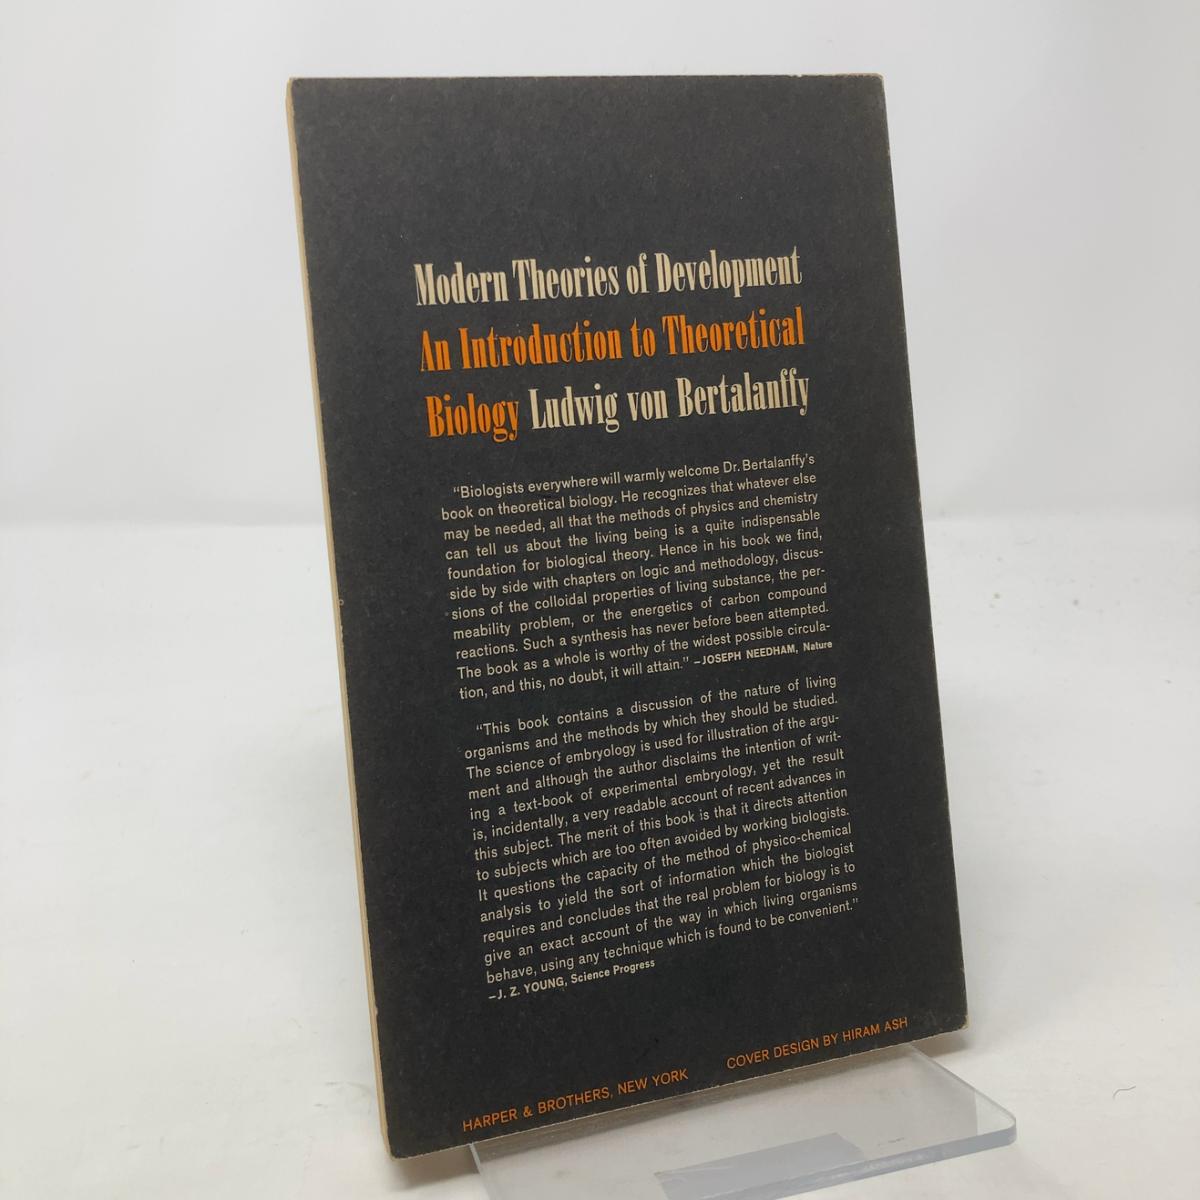 Modern Theories of Development
An Introduction to Theoretical
Biology Ludwig von Bertalanffy
“Biologists everywhere will warmly welcome Dr. Bertalanffy’s
book on theoretical biology. He recognizes that whatever else
may be needed, all that the methods of physics and chemistry
can tell us about the living being is a quite indispensable
foundation for biological theory. Hence in his book we find,
side by side with chapters on logic and methodology, discus-
sions of the colloidal properties of living substance, the per-
meability problem, or the energetics of carbon compound
reactions. Such a synthesis has never before been attempted.
The book as a whole is worthy of the widest possible circula-
tion, and this, no doubt, it will attain.” —JOSEPH NEEDHAM, Nature
“This book contains a discussion of the nature of living
organisms and the methods by which they should be studied.
The science of embryology is used for illustration of the argu-
ment and although the author disclaims the intention of writ-
ing a text-book of experimental embryology, yet the result
is, incidentally, a very readable account of recent advances in
this subject. The merit of this book is that it directs attention
to subjects which are too often avoided by working biologists.
It questions the capacity of the method of physico-chemical
analysis to yield the sort of information which the biologist
requires and concludes that the real problem for biology is to
give an exact account of the way in which living organisms
behave, using any technique which is found to be convenient.”
—J. Z. YOUNG, Science Progress
HARPER & BROTHERS, NEW YORK COVER DESIGN BY HIRAM ASH